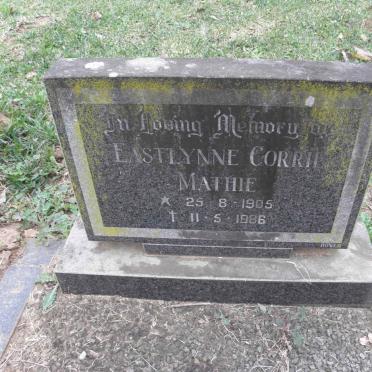 In Loving Memory of
EASTLYNNE CORRIE
MATHIE
★ 25-8-1905
† 11-5-1986